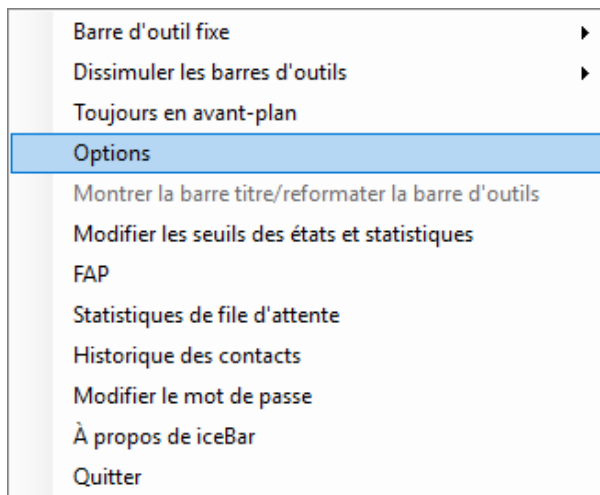 Barre d'outil fixe
Dissimuler les barres d'outils
Toujours en avant-plan
Options
Montrer la barre titre/reformater la barre d'outils
Modifier les seuils des états et statistiques
FAP
Statistiques de file d'attente
Historique des contacts
Modifier le mot de passe
À propos de iceBar
Quitter